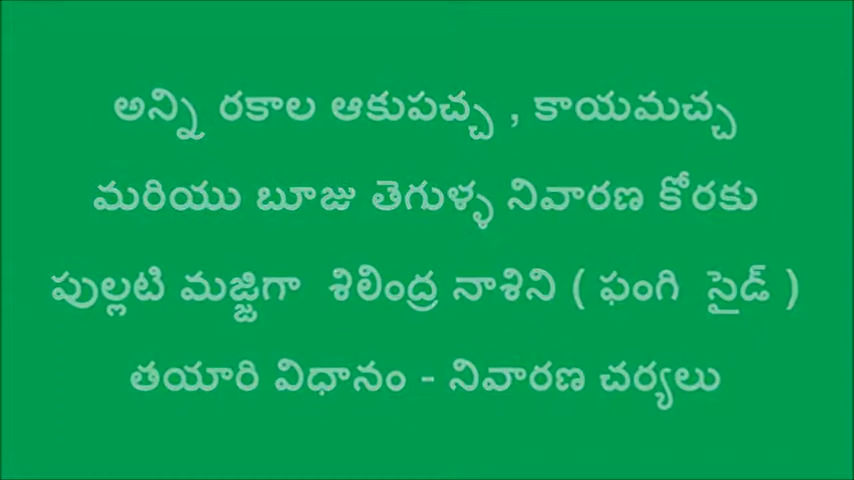 అన్ని రకాల ఆకుపచ్చ , కాయమచ్చ
మరియు బూజు తెగుళ్ళ నివారణ కోరకు
పుల్లటి మజ్జిగా శిలింద్ర నాశిని ( ఫంగి సైడ్ )
తయారి విధానం - నివారణ చర్యలు